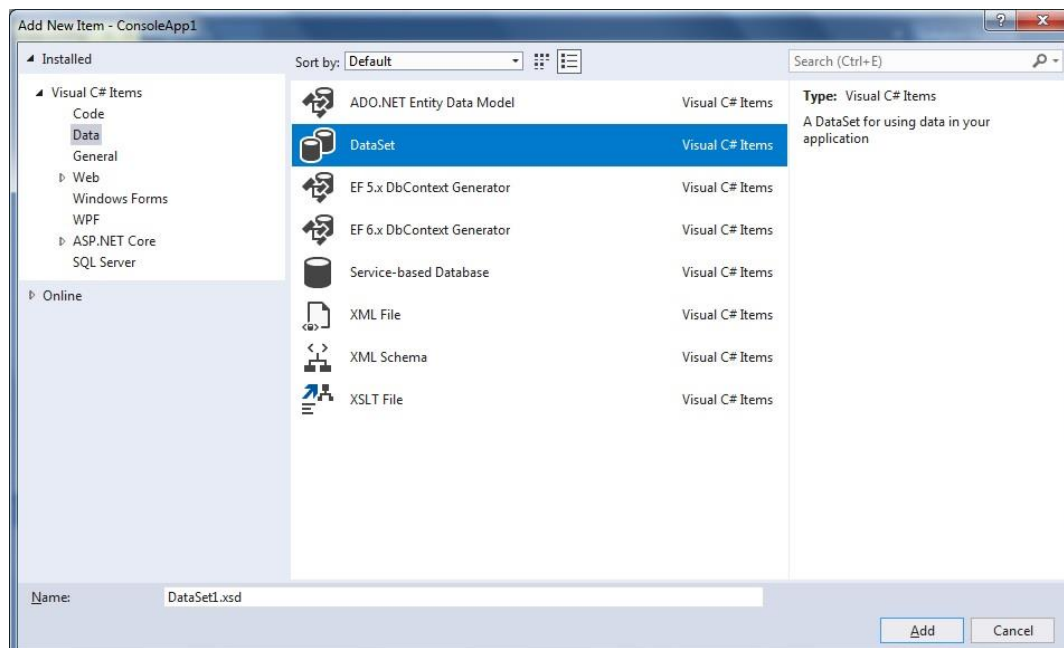 Add New Item - ConsoleApp1
Installed
Visual C# Items
Code
Data
General
Web
Windows Forms
WPF
ASP.NET Core
SQL Server
Online
Sort by: Default
ADO.NET Entity Data Model Visual C# Items
DataSet Visual C# Items
EF 5.x DbContext Generator Visual C# Items
EF 6.x DbContext Generator Visual C# Items
Service-based Database Visual C# Items
XML File Visual C# Items
XML Schema Visual C# Items
XSLT File Visual C# Items
Search (Ctrl+E)
Type: Visual C# Items
A DataSet for using data in your
application
Name: DataSet1.xsd
Add Cancel